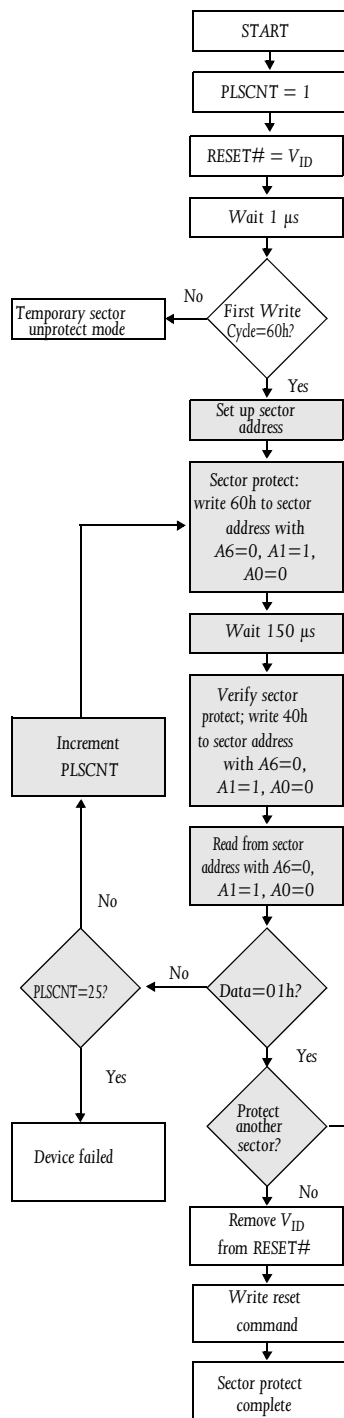 START
PLSCNT = 1
RESET# = VID
Wait 1 μs
No
Temporary sector
unprotect mode
First Write
Cycle=60h?
Yes
Set up sector
address
Sector protect:
write 60h to sector
address with
A6=0, A1=1,
A0=0
Wait 150 μs
Increment
PLSCNT
Verify sector
protect; write 40h
to sector address
with A6=0,
A1=1, A0=0
Read from sector
address with A6=0,
A1=1, A0=0
No
No
PLSCNT=25?
Data=01h?
Yes
Yes
Device failed
Protect
another
sector?
No
Remove VID
from RESET#
Write reset
command
Sector protect
complete